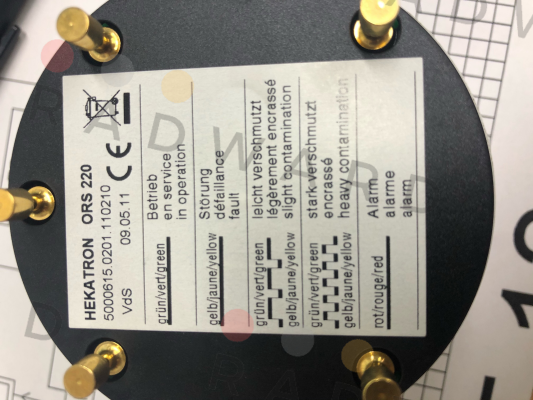 HEKATRON ORS 220
5000615.0201.110210
VdS 09.05.11 CE
grün/vert/green
Betrieb
en service
in operation
gelb/jaune/yellow
Störung
défaillance
fault
grün/vert/green
gelb/jaune/yellow
leicht verschmutzt
légèrement encrassé
slight contamination
grün/vert/green
gelb/jaune/yellow
stark verschmutzt
encrassé
heavy contamination
rot/rouge/red
Alarme
alarme
alarm
RADWARD